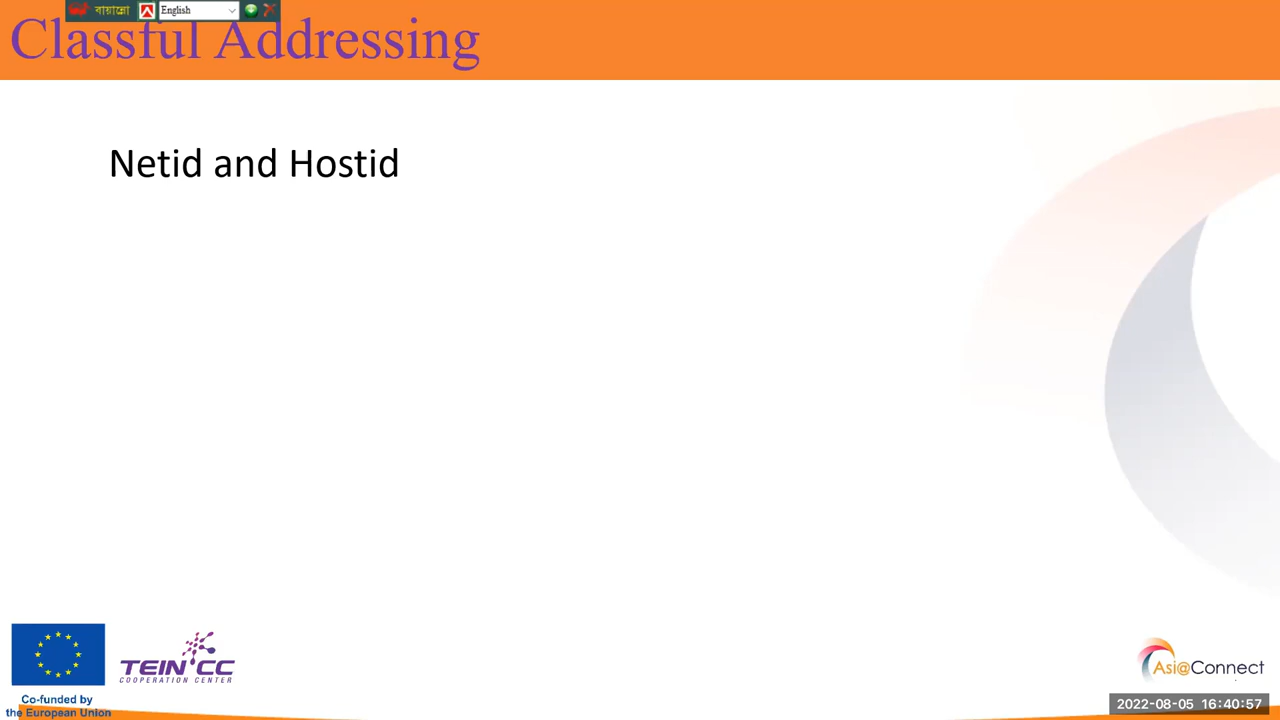 বায়ান্নো English
Classful Addressing
Netid and Hostid
TEIN*CC
COOPERATION CENTER
Asi@Connect
Co-funded by
the European Union
2022-08-05 16:40:57